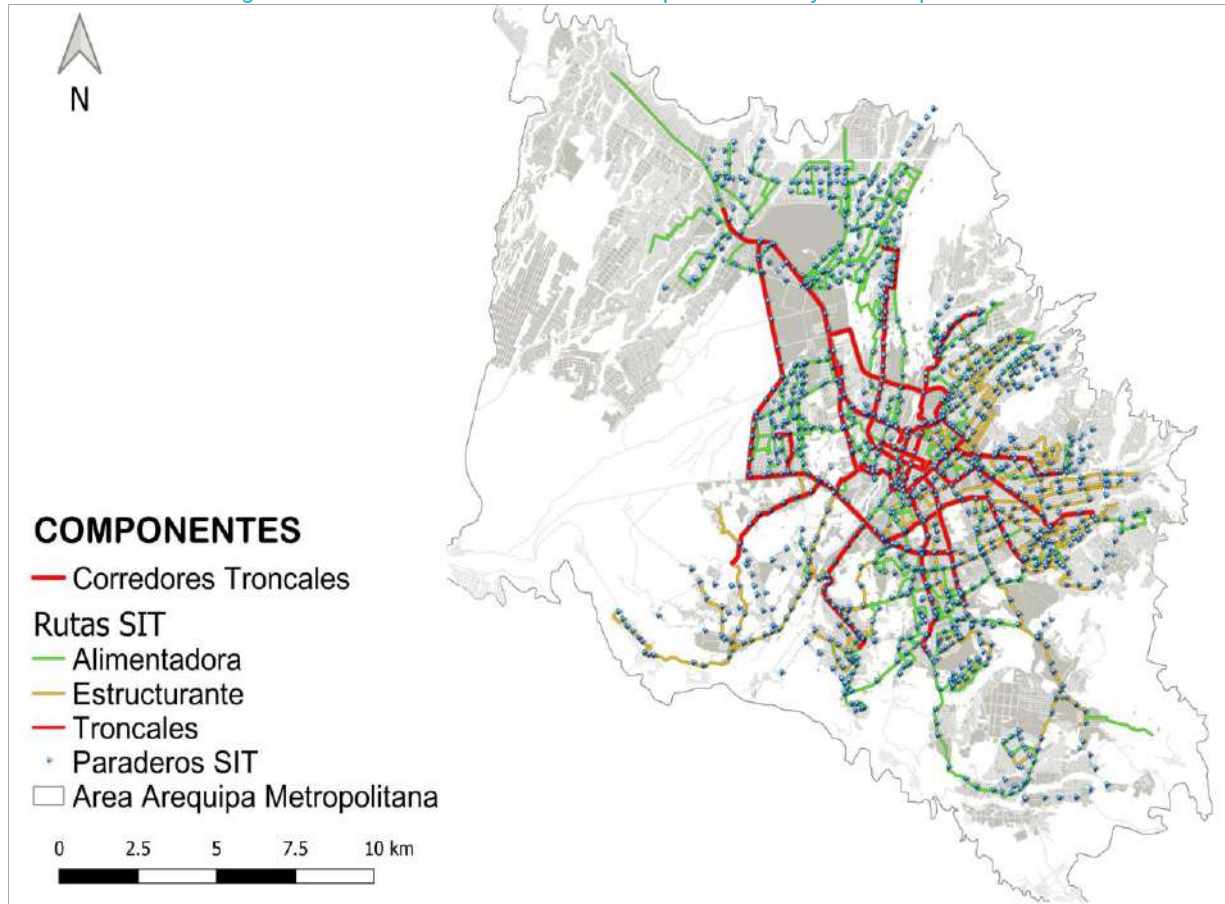 N
COMPONENTES
Corredores Troncales
Rutas SIT
Alimentadora
Estructurante
Troncales
Paraderos SIT
Area Arequipa Metropolitana
0 2.5 5 7.5 10 km